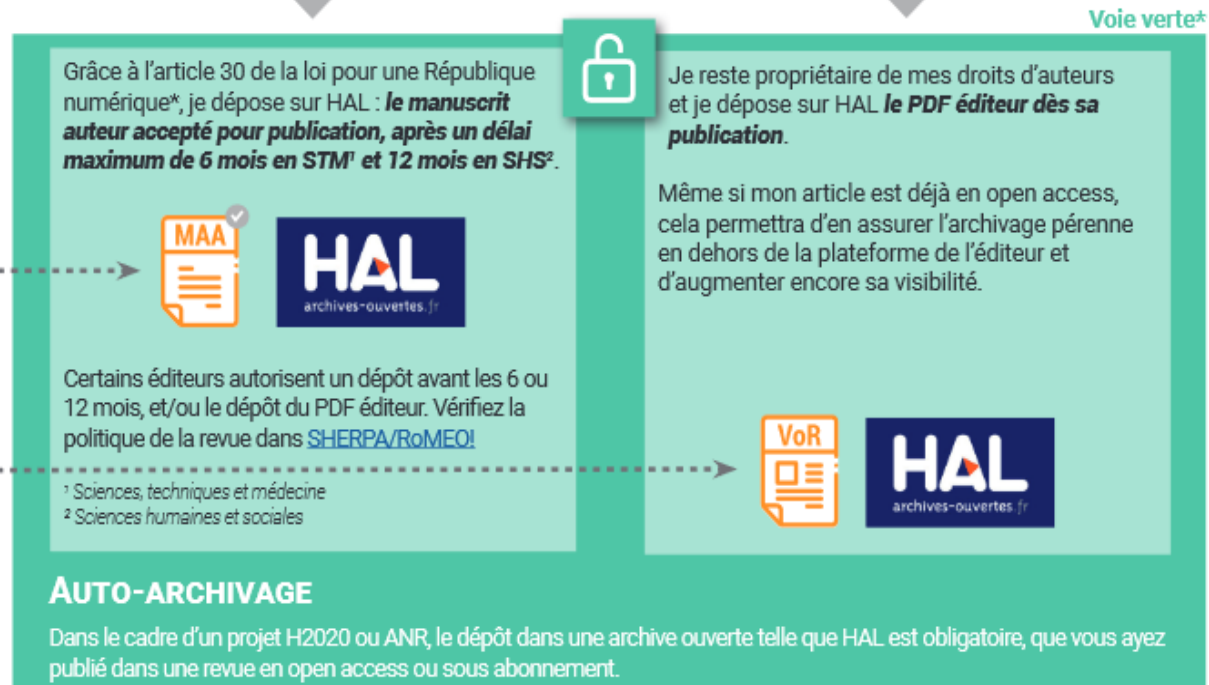 Voie verte*
Grâce à l'article 30 de la loi pour une République
numérique*, je dépose sur HAL : le manuscrit
auteur accepté pour publication, après un délai
maximum de 6 mois en STM¹ et 12 mois en SHS².
MAA
HAL
archives-ouvertes.fr
Certains éditeurs autorisent un dépôt avant les 6 ou
12 mois, et/ou le dépôt du PDF éditeur. Vérifiez la
politique de la revue dans SHERPA/RoMEO!
¹ Sciences, techniques et médecine
² Sciences humaines et sociales
Je reste propriétaire de mes droits d'auteurs
et je dépose sur HAL le PDF éditeur dès sa
publication.
Même si mon article est déjà en open access,
cela permettra d'en assurer l'archivage pérenne
en dehors de la plateforme de l'éditeur et
d'augmenter encore sa visibilité.
VoR
HAL
archives-ouvertes.fr
AUTO-ARCHIVAGE
Dans le cadre d'un projet H2020 ou ANR, le dépôt dans une archive ouverte telle que HAL est obligatoire, que vous ayez
publié dans une revue en open access ou sous abonnement.